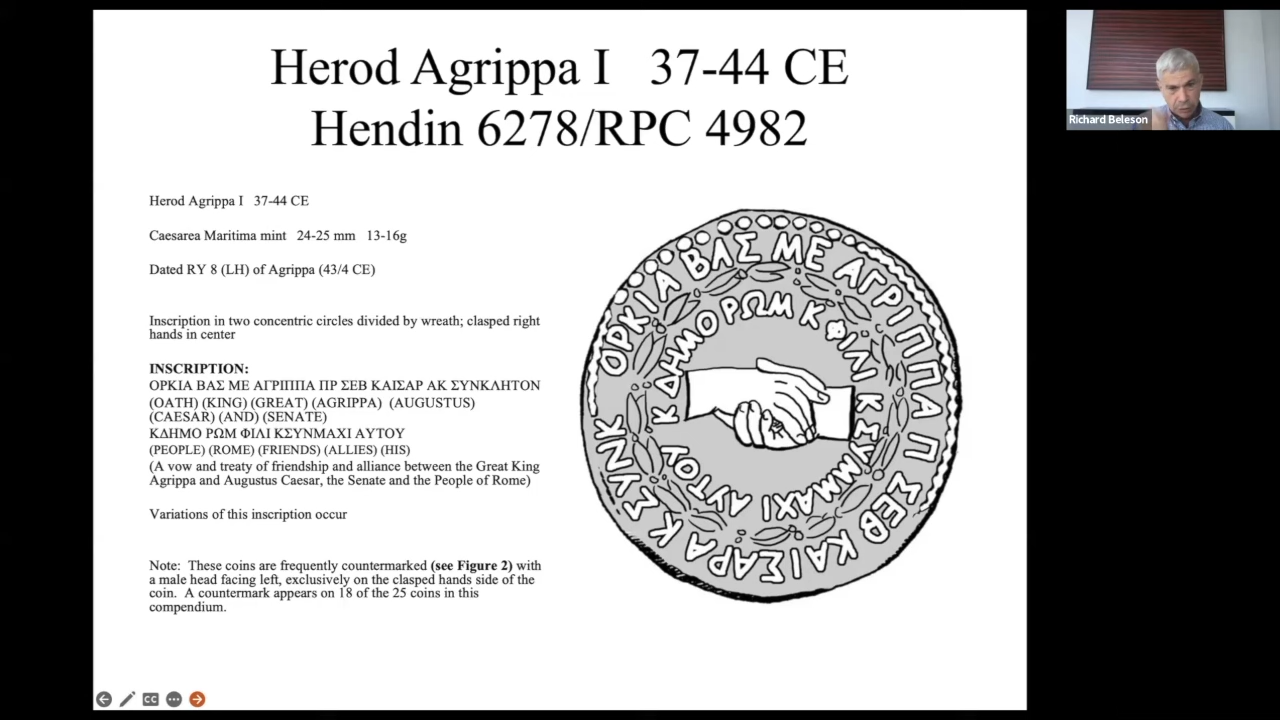 Herod Agrippa I 37-44 CE
Hendin 6278/RPC 4982
Herod Agrippa I 37-44 CE
Caesarea Maritima mint 24-25 mm 13-16g
Dated RY 8 (LH) of Agrippa (43/4 CE)
Inscription in two concentric circles divided by wreath; clasped right
hands in center
INSCRIPTION:
ΟΡΚΙΑ ΒΑΣ ΜΕ ΑΓΡΙΠΠΑ ΠΡ ΣΕΒ ΚΑΙΣΑΡ ΑΚ ΣΥΝΚΛΗΤΟΝ
(OATH) (KING) (GREAT) (AGRIPPA) (AUGUSTUS)
(CAESAR) (AND) (SENATE)
ΚΔΗΜΟ ΡΩΜ ΦΙΛΙ ΚΣΥΝΜΑΧΙ ΑΥΤΟΥ
(PEOPLE) (ROME) (FRIENDS) (ALLIES) (HIS)
(A vow and treaty of friendship and alliance between the Great King
Agrippa and Augustus Caesar, the Senate and the People of Rome)
Variations of this inscription occur
Note: These coins are frequently countermarked (see Figure 2) with
a male head facing left, exclusively on the clasped hands side of the
coin. A countermark appears on 18 of the 25 coins in this
compendium.
ΟΡΚΙΑ ΒΑΣ ΜΕ ΑΓΡΙΠΠΑ Π ΣΕΒ ΚΑΙΣΑΡΑ Κ ΣΥΝΚ
ΚΔΗΜΟ ΡΩΜ Κ ΦΙΛΙ ΚΣΥΜΜΑΧΙ ΑΥΤΟΥ
CC
Richard Beleson